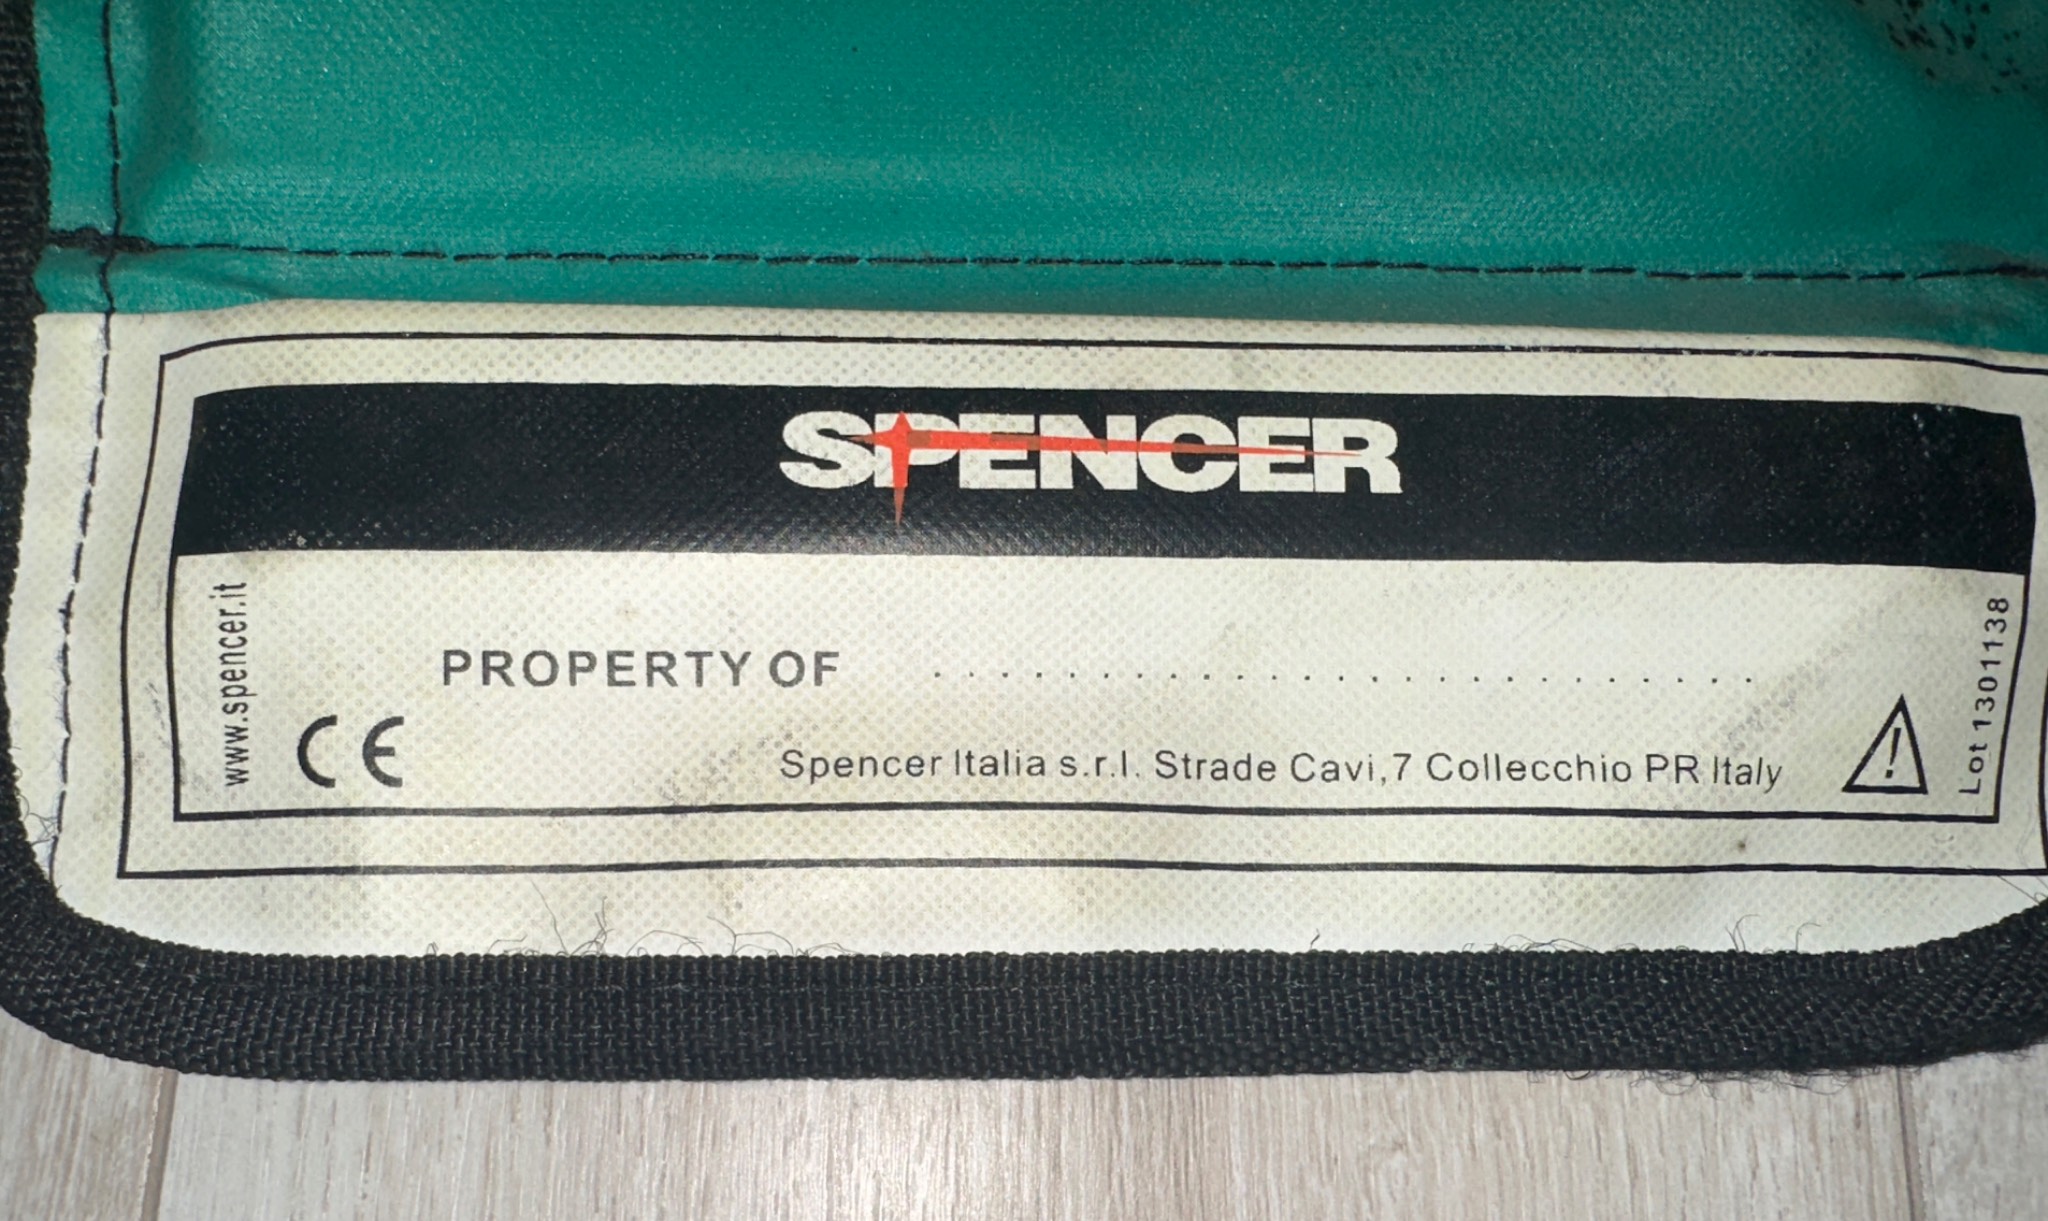 SPENCER
www.spencer.it
PROPERTY OF ...........................
CE
Spencer Italia s.r.l. Strade Cavi,7 Collecchio PR Italy
!
Lot 1301138